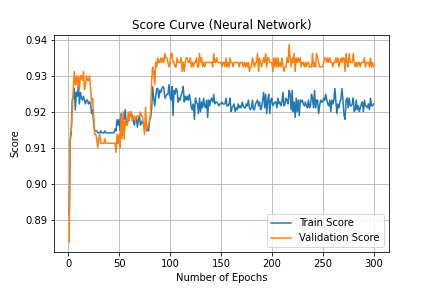 Score Curve (Neural Network)
0.94
0.93
0.92
0.91
0.90
0.89
Score
0
50
100
150
200
250
300
Number of Epochs
Train Score
Validation Score